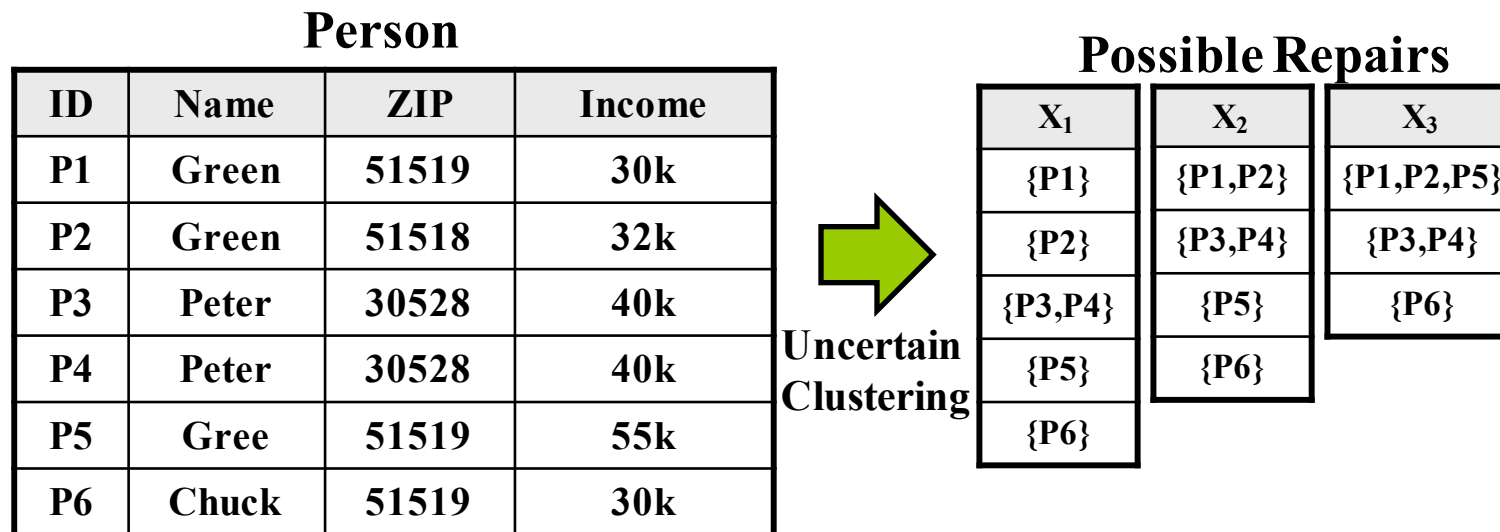 Person
ID Name ZIP Income
P1 Green 51519 30k
P2 Green 51518 32k
P3 Peter 30528 40k
P4 Peter 30528 40k
P5 Gree 51519 55k
P6 Chuck 51519 30k
Uncertain
Clustering
Possible Repairs
X₁ X₂ X₃
{P1} {P1,P2} {P1,P2,P5}
{P2} {P3,P4} {P3,P4}
{P3,P4} {P5} {P6}
{P5} {P6}
{P6}